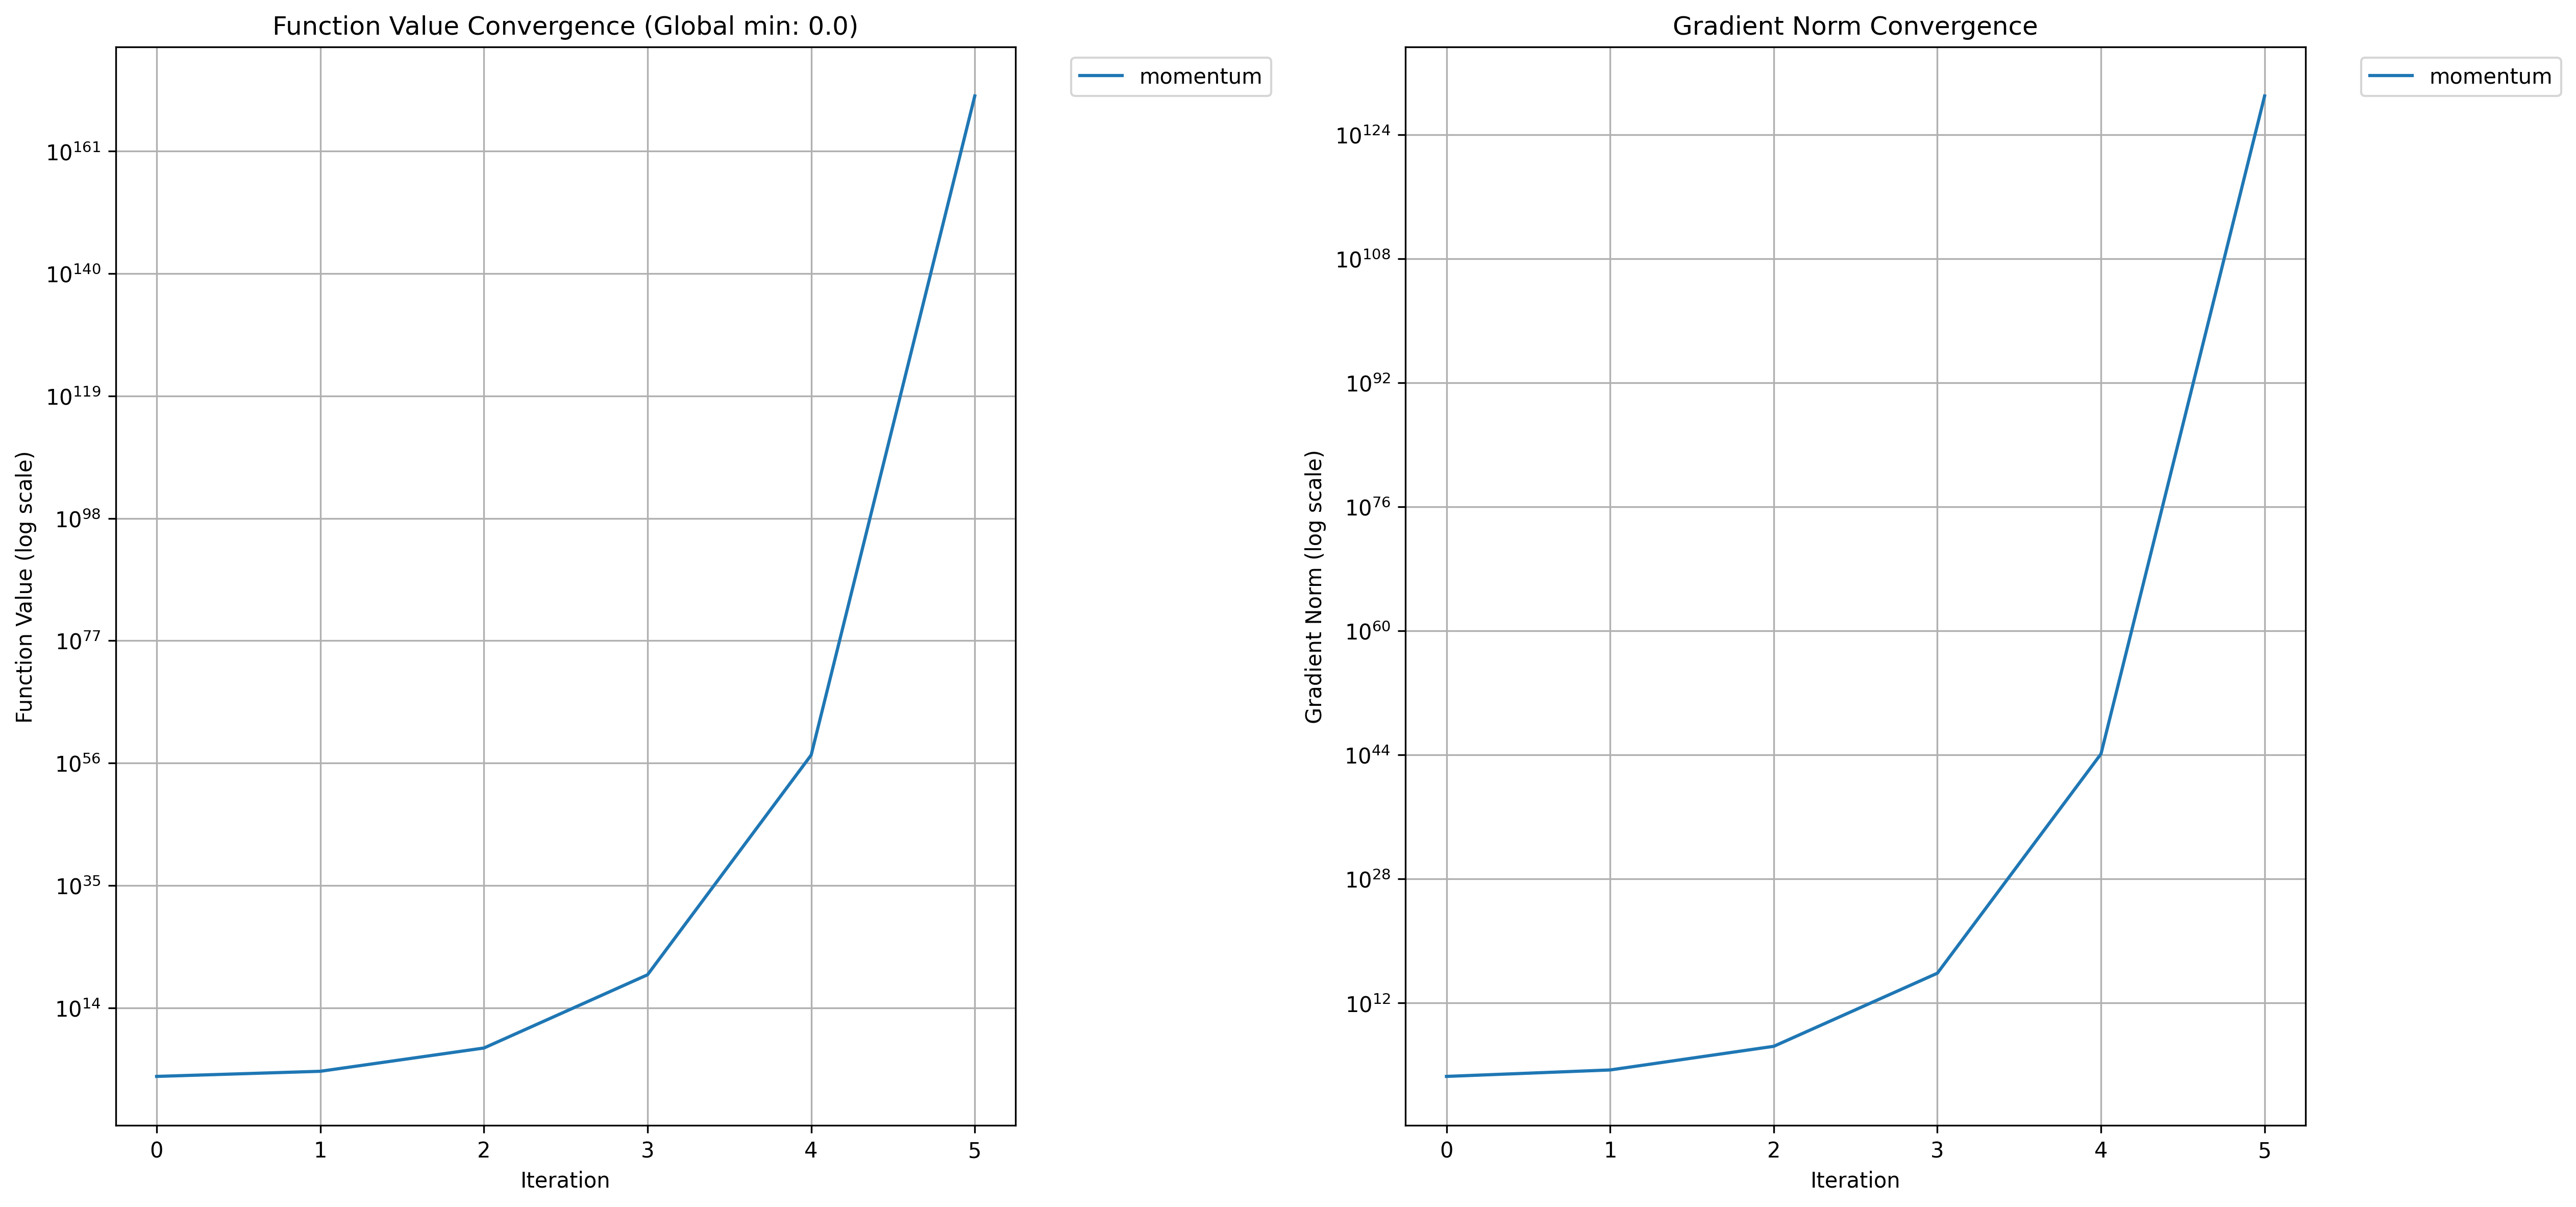 Function Value Convergence (Global min: 0.0)
momentum
Function Value (log scale)
10^161
10^140
10^119
10^98
10^77
10^56
10^35
10^14
0 1 2 3 4 5
Iteration
Gradient Norm Convergence
momentum
Gradient Norm (log scale)
10^124
10^108
10^92
10^76
10^60
10^44
10^28
10^12
0 1 2 3 4 5
Iteration